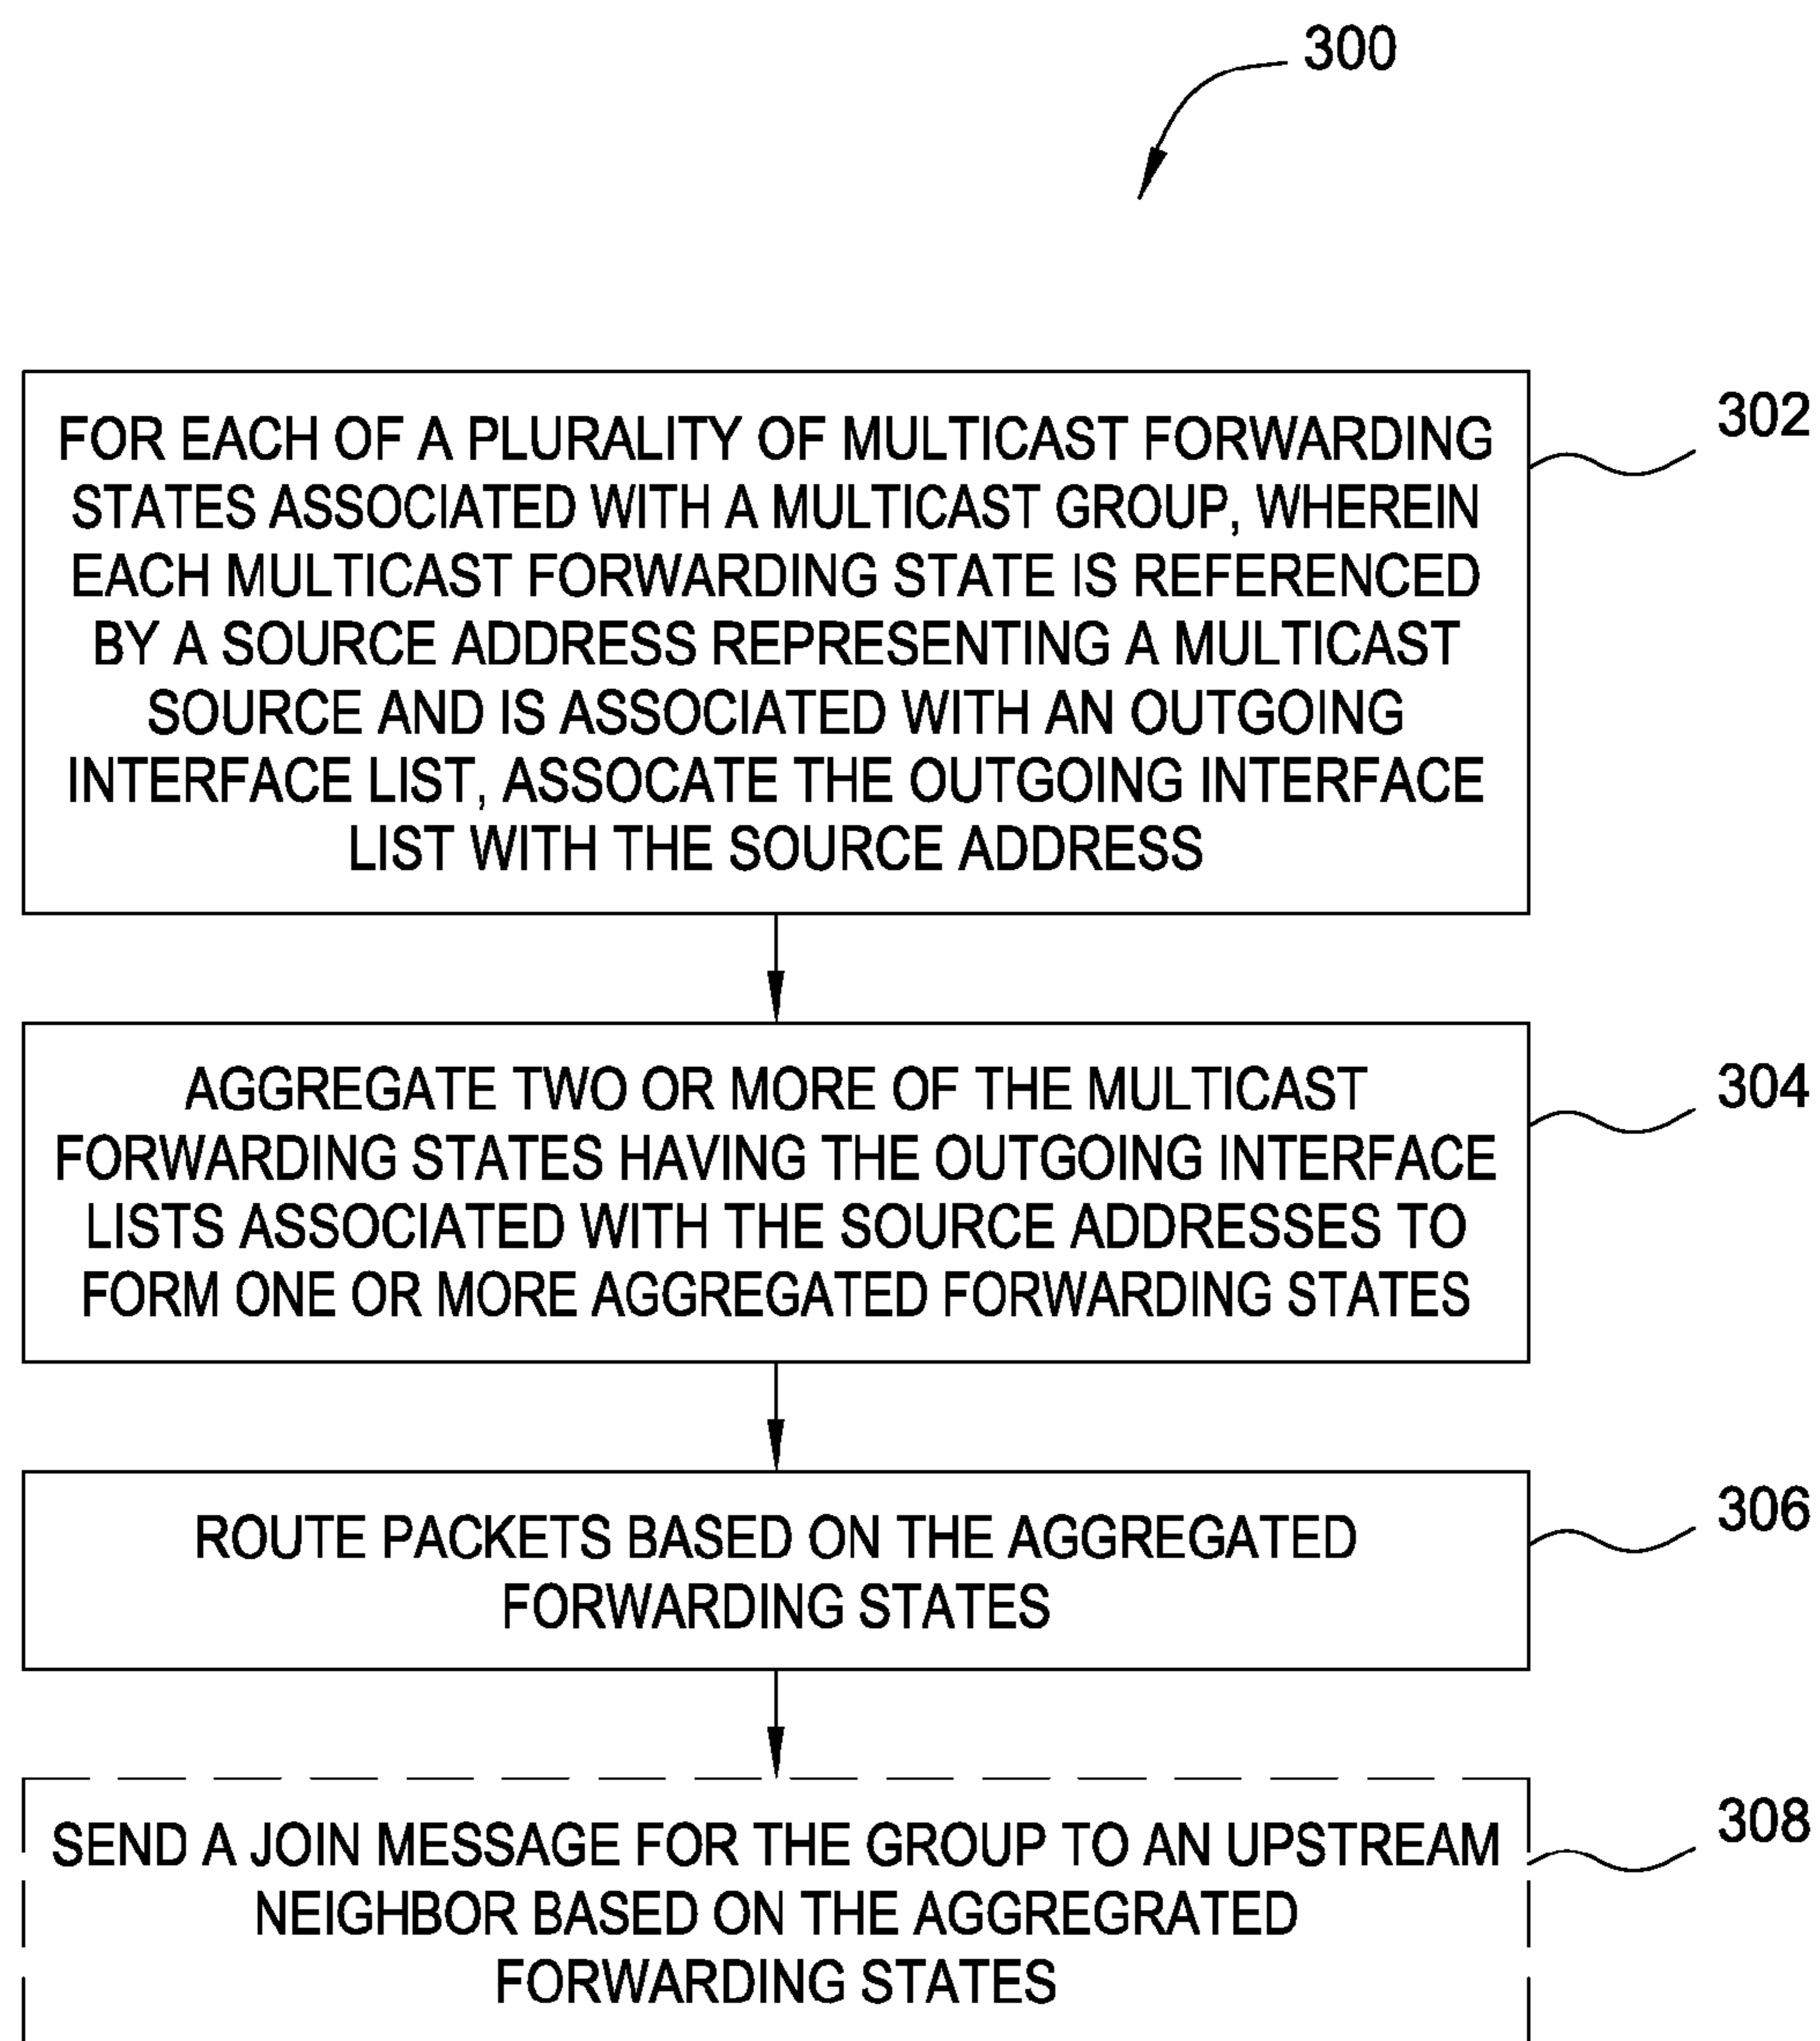 300
302
FOR EACH OF A PLURALITY OF MULTICAST FORWARDING
STATES ASSOCIATED WITH A MULTICAST GROUP, WHEREIN
EACH MULTICAST FORWARDING STATE IS REFERENCED
BY A SOURCE ADDRESS REPRESENTING A MULTICAST
SOURCE AND IS ASSOCIATED WITH AN OUTGOING
INTERFACE LIST, ASSOCATE THE OUTGOING INTERFACE
LIST WITH THE SOURCE ADDRESS
304
AGGREGATE TWO OR MORE OF THE MULTICAST
FORWARDING STATES HAVING THE OUTGOING INTERFACE
LISTS ASSOCIATED WITH THE SOURCE ADDRESSES TO
FORM ONE OR MORE AGGREGATED FORWARDING STATES
306
ROUTE PACKETS BASED ON THE AGGREGATED
FORWARDING STATES
308
SEND A JOIN MESSAGE FOR THE GROUP TO AN UPSTREAM
NEIGHBOR BASED ON THE AGGREGRATED
FORWARDING STATES